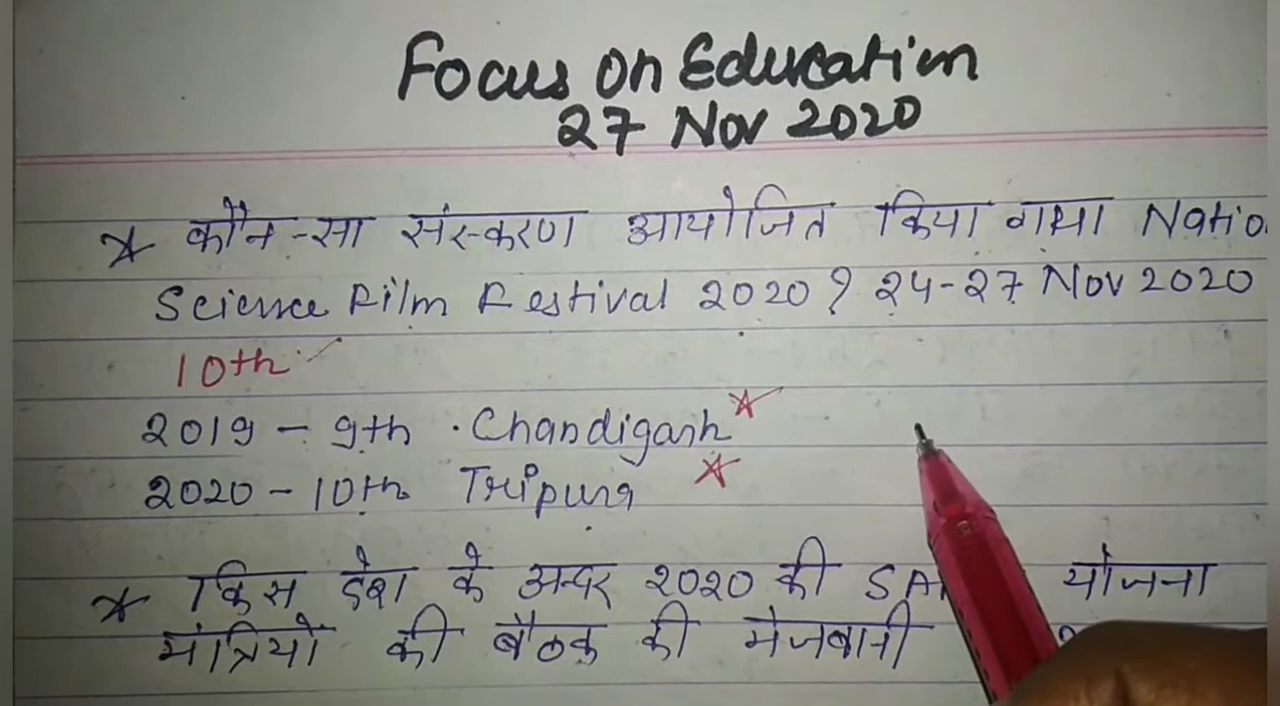 Focus on Education
27 Nov 2020
* कौन-सा संस्करण आयोजित किया गया Natio
Science Film Festival 2020? 24-27 Nov 2020
10th
2019 - 9th . Chandigarh
2020 - 10th Tripura
* किस देश के अन्दर 2020 की योजना
मंत्रियों की बैठक की मेजबानी